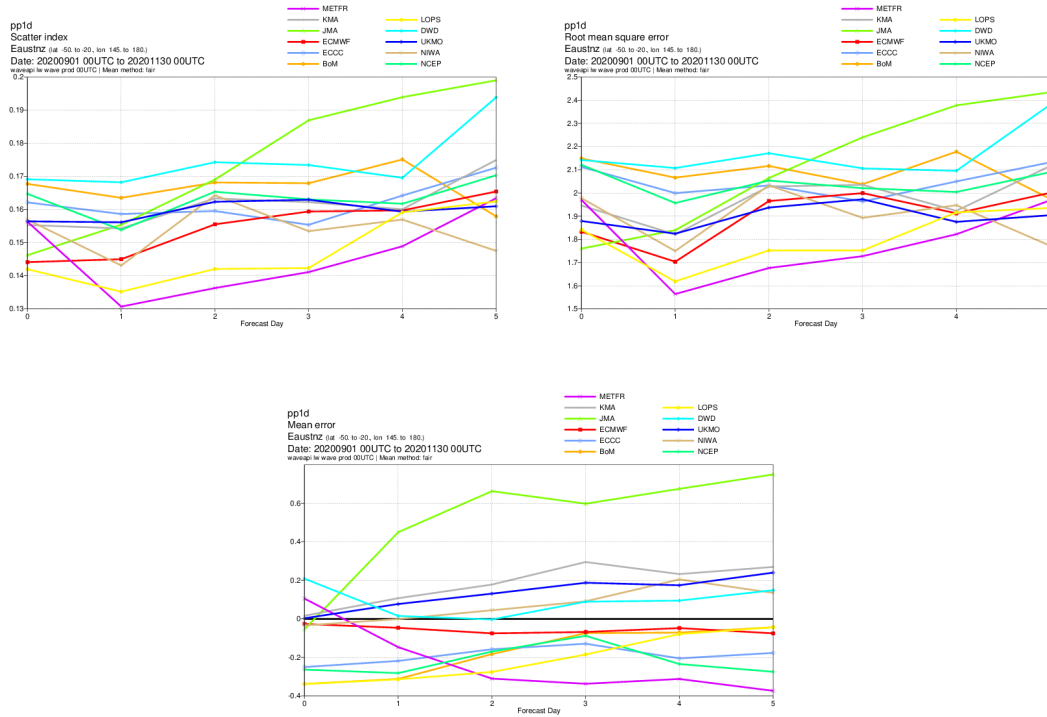 METFR
pp1d
KMA LOPS
Scatter index
JMA DWD
Eaustnz (lat -50. to -20., lon 145. to 180.)
ECMWF UKMO
Date: 20200901 00UTC to 20201130 00UTC
ECCC NIWA
waveapi lw wave prod 00UTC | Mean method: fair
BoM NCEP
0.2
0.19
0.18
0.17
0.16
0.15
0.14
0.13
0 1 2 3 4 5
Forecast Day
METFR
pp1d
KMA LOPS
Root mean square error
JMA DWD
Eaustnz (lat -50. to -20., lon 145. to 180.)
ECMWF UKMO
Date: 20200901 00UTC to 20201130 00UTC
ECCC NIWA
waveapi lw wave prod 00UTC | Mean method: fair
BoM NCEP
2.5
2.4
2.3
2.2
2.1
2
1.9
1.8
1.7
1.6
1.5
0 1 2 3 4
Forecast Day
METFR
pp1d
KMA LOPS
Mean error
JMA DWD
Eaustnz (lat -50. to -20., lon 145. to 180.)
ECMWF UKMO
Date: 20200901 00UTC to 20201130 00UTC
ECCC NIWA
waveapi lw wave prod 00UTC | Mean method: fair
BoM NCEP
0.6
0.4
0.2
0
-0.2
-0.4
0 1 2 3 4 5
Forecast Day